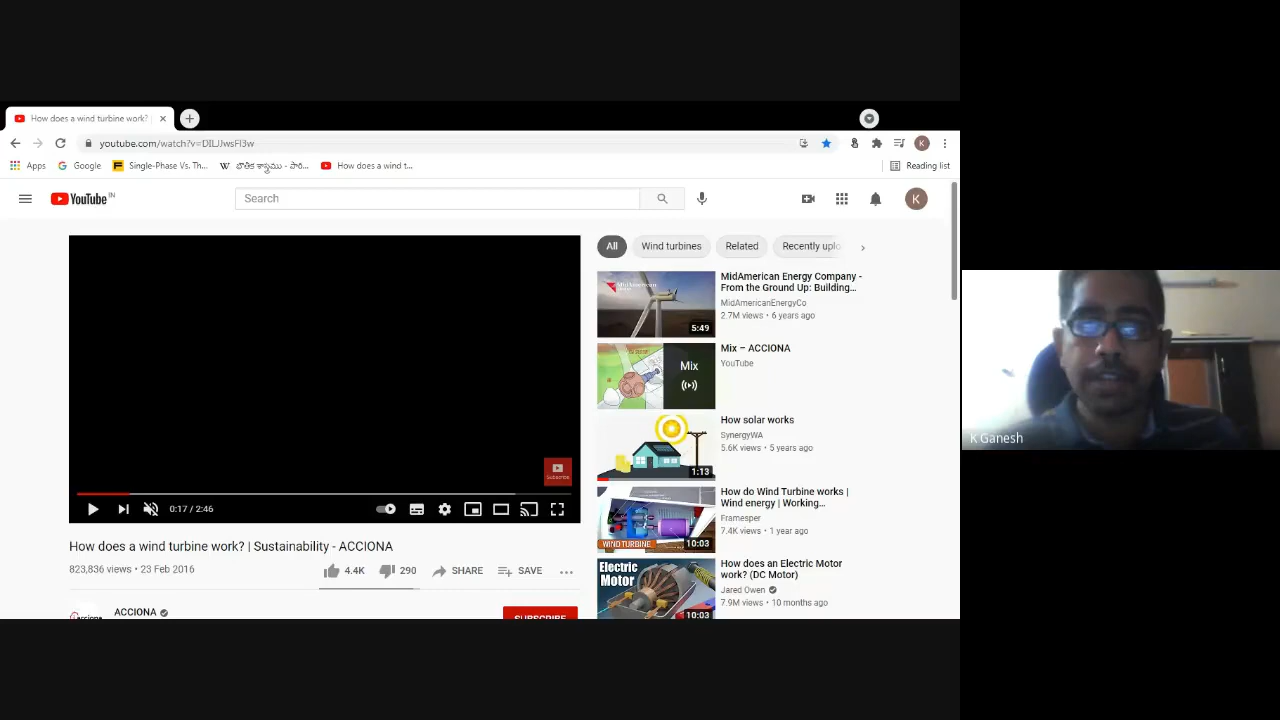 How does a wind turbine work? |
youtube.com/watch?v=DILJJwsFl3w
Apps Google Single-Phase Vs. Th... భౌతిక శాస్త్రము - పాఠ... How does a wind t... Reading list
YouTube IN Search K
All Wind turbines Related Recently uplo
MidAmerican Energy Company -
From the Ground Up: Building...
MidAmericanEnergyCo
2.7M views • 6 years ago
5:49
Mix – ACCIONA
YouTube
Mix
How solar works
SynergyWA
5.6K views • 5 years ago
1:13
How do Wind Turbine works |
Wind energy | Working...
Framesper
7.4K views • 1 year ago
WIND TURBINE 10:03
How does an Electric Motor
work? (DC Motor)
Jared Owen
7.9M views • 10 months ago
Electric
Motor
10:03
Subscribe
0:17 / 2:46
How does a wind turbine work? | Sustainability - ACCIONA
823,836 views • 23 Feb 2016 4.4K 290 SHARE SAVE
ACCIONA
SUBSCRIBE
K Ganesh